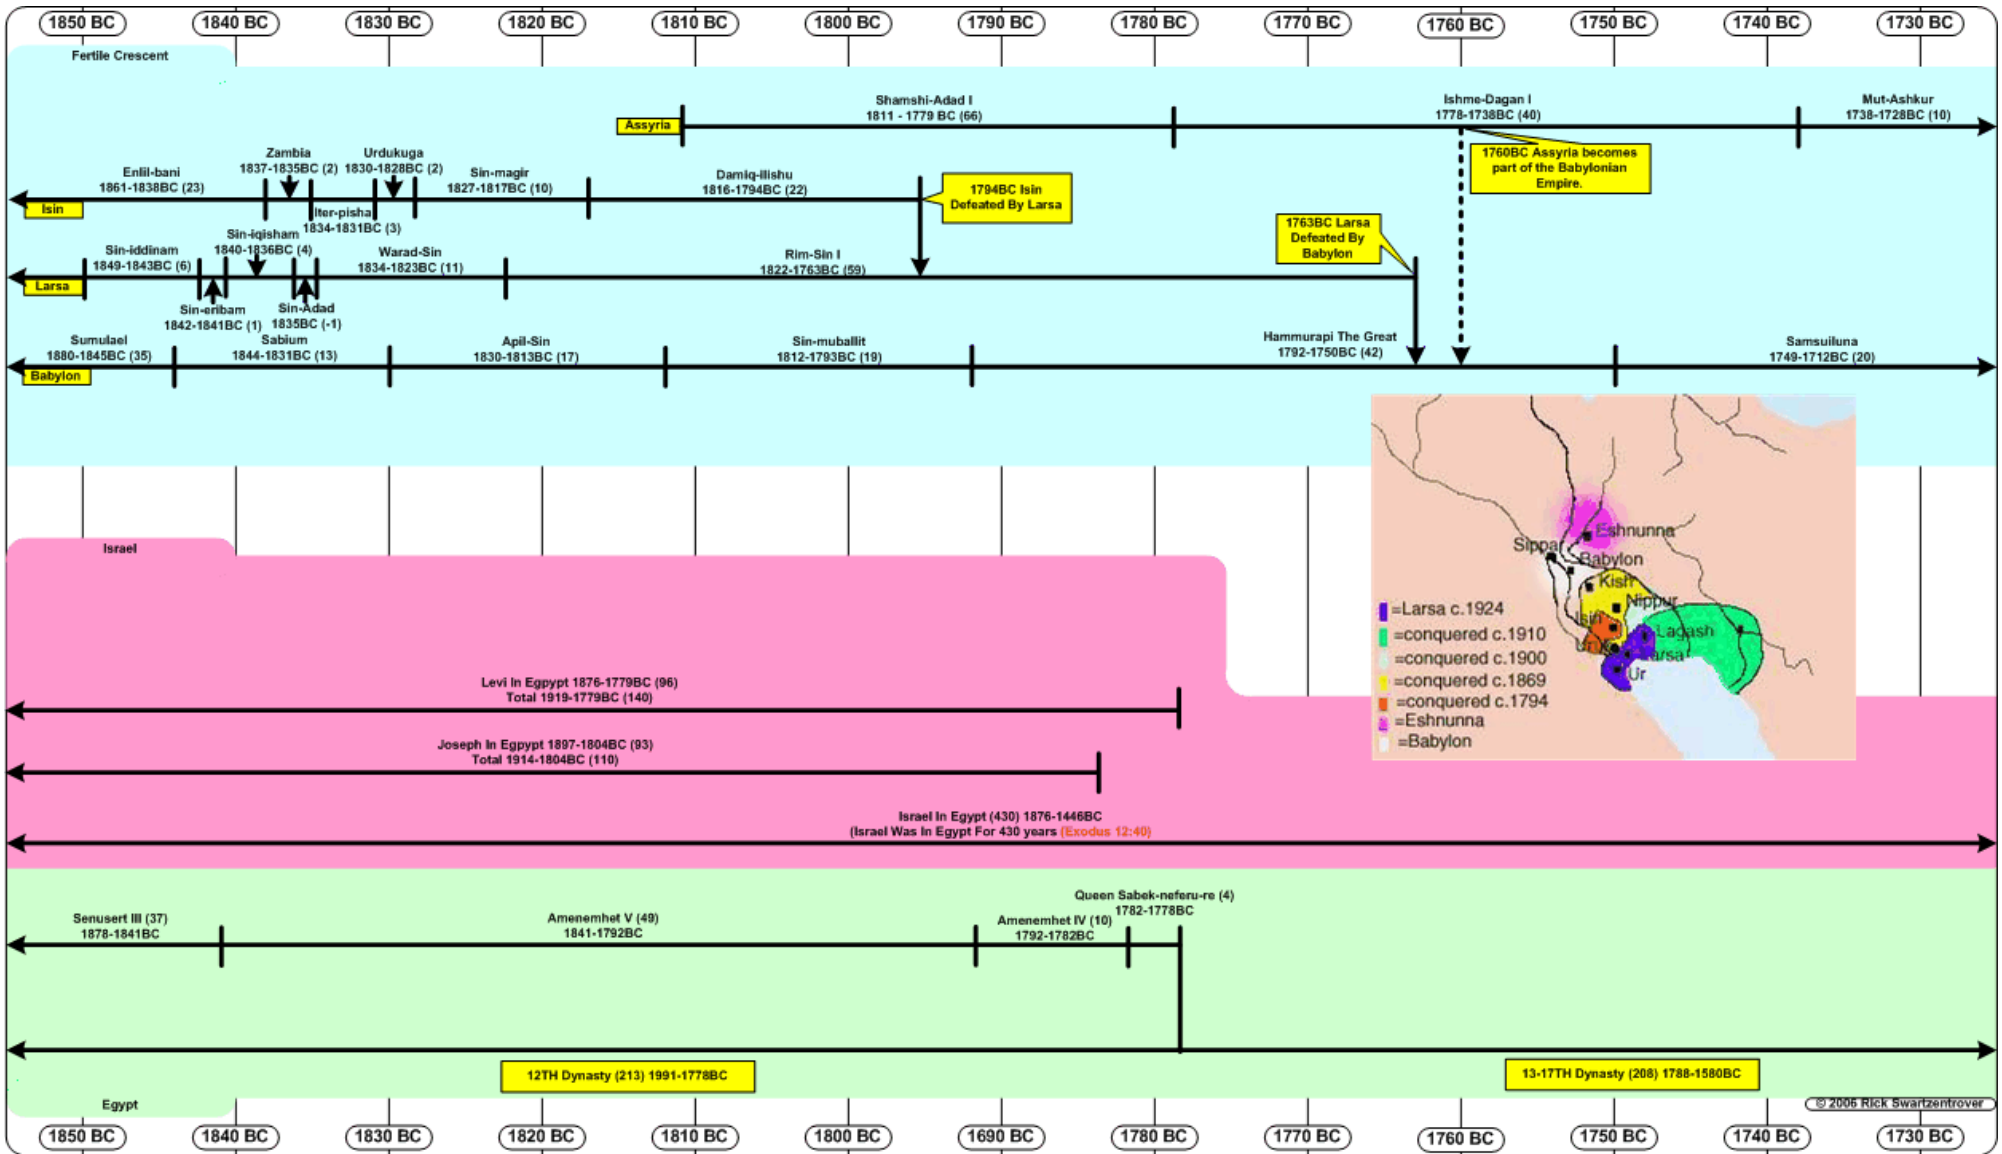 1850 BC
1840 BC
1830 BC
1820 BC
1810 BC
1800 BC
1790 BC
1780 BC
1770 BC
1760 BC
1750 BC
1740 BC
1730 BC
Fertile Crescent
Assyria
Shamshi-Adad I
1811 - 1779 BC (66)
Ishme-Dagan I
1778-1738BC (40)
Mut-Ashkur
1738-1728BC (10)
1760BC Assyria becomes
part of the Babylonian
Empire.
Isin
Enlil-bani
1861-1838BC (23)
Zambia
1837-1835BC (2)
Iter-pisha
1834-1831BC (3)
Urdukuga
1830-1828BC (2)
Sin-magir
1827-1817BC (10)
Damiq-ilishu
1816-1794BC (22)
1794BC Isin
Defeated By Larsa
Larsa
Sin-iddinam
1849-1843BC (6)
Sin-eribam
1842-1841BC (1)
Sin-iqisham
1840-1836BC (4)
Sin-Adad
1835BC (-1)
Warad-Sin
1834-1823BC (11)
Rim-Sin I
1822-1763BC (59)
1763BC Larsa
Defeated By
Babylon
Babylon
Sumulael
1880-1845BC (35)
Sabium
1844-1831BC (13)
Apil-Sin
1830-1813BC (17)
Sin-muballit
1812-1793BC (19)
Hammurapi The Great
1792-1750BC (42)
Samsuiluna
1749-1712BC (20)
Eshnunna
Sippar
Babylon
Kish
Nippur
Isin
Lagash
Larsa
Ur
=Larsa c.1924
=conquered c.1910
=conquered c.1900
=conquered c.1869
=conquered c.1794
=Eshnunna
=Babylon
Israel
Levi In Egpypt 1876-1779BC (96)
Total 1919-1779BC (140)
Joseph In Egpypt 1897-1804BC (93)
Total 1914-1804BC (110)
Israel In Egypt (430) 1876-1446BC
(Israel Was In Egypt For 430 years (Exodus 12:40)
Senusert III (37)
1878-1841BC
Amenemhet V (49)
1841-1792BC
Amenemhet IV (10)
1792-1782BC
Queen Sabek-neferu-re (4)
1782-1778BC
12TH Dynasty (213) 1991-1778BC
13-17TH Dynasty (208) 1788-1580BC
Egypt
© 2006 Rick Swartzentrover
1850 BC
1840 BC
1830 BC
1820 BC
1810 BC
1800 BC
1690 BC
1780 BC
1770 BC
1760 BC
1750 BC
1740 BC
1730 BC